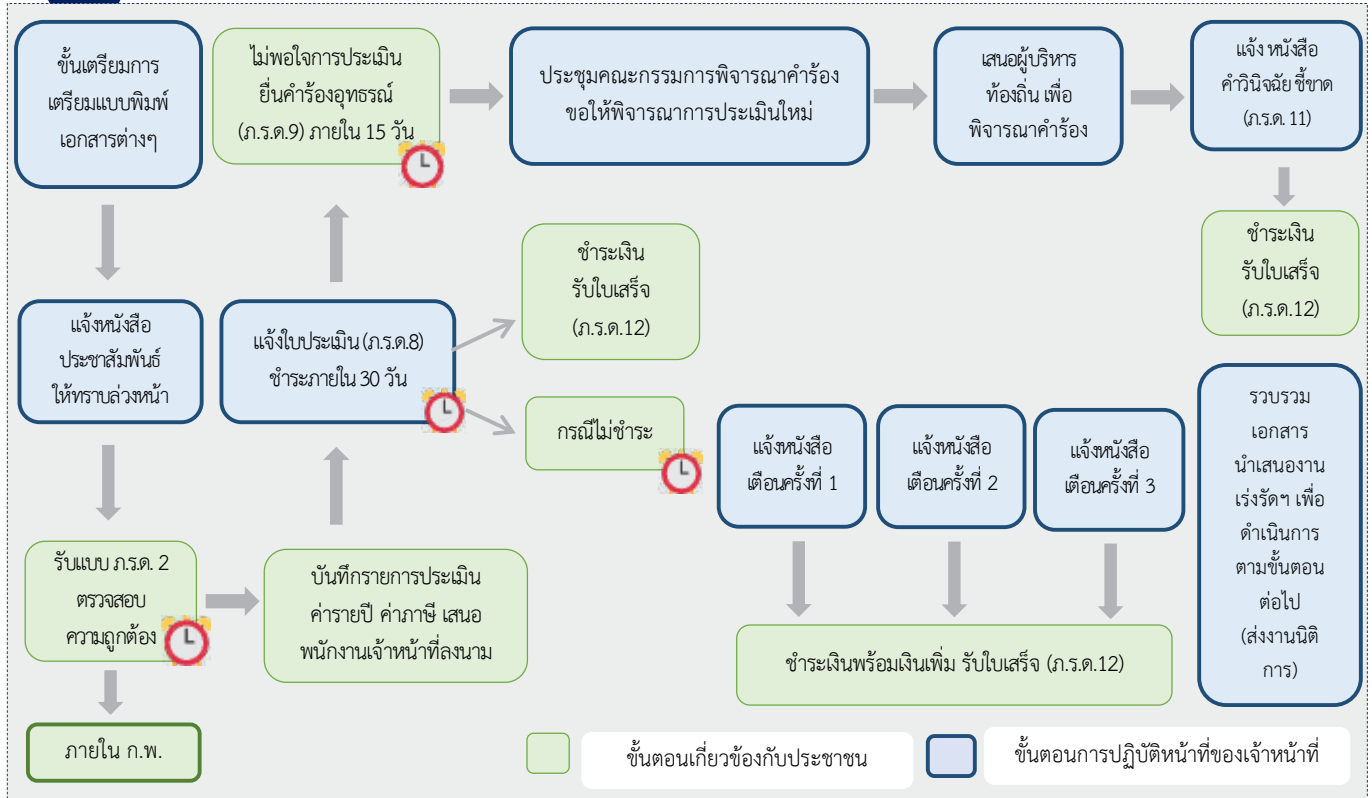 ขั้นเตรียมการ
เตรียมแบบพิมพ์
เอกสารต่างๆ
ไม่พอใจการประเมิน
ยื่นคำร้องอุทธรณ์
(ภ.ร.ด.9) ภายใน 15 วัน
ประชุมคณะกรรมการพิจารณาคำร้อง
ขอให้พิจารณาการประเมินใหม่
เสนอผู้บริหาร
ท้องถิ่น เพื่อ
พิจารณาคำร้อง
แจ้ง หนังสือ
คำวินิจฉัย ชี้ขาด
(ภ.ร.ด. 11)
ชำระเงิน
รับใบเสร็จ
(ภ.ร.ด.12)
แจ้งหนังสือ
ประชาสัมพันธ์
ให้ทราบล่วงหน้า
แจ้งใบประเมิน (ภ.ร.ด.8)
ชำระภายใน 30 วัน
ชำระเงิน
รับใบเสร็จ
(ภ.ร.ด.12)
กรณีไม่ชำระ
แจ้งหนังสือ
เตือนครั้งที่ 1
แจ้งหนังสือ
เตือนครั้งที่ 2
แจ้งหนังสือ
เตือนครั้งที่ 3
รวบรวม
เอกสาร
นำเสนองาน
เร่งรัดฯ เพื่อ
ดำเนินการ
ตามขั้นตอน
ต่อไป
(ส่งงานนิติ
การ)
รับแบบ ภ.ร.ด. 2
ตรวจสอบ
ความถูกต้อง
บันทึกรายการประเมิน
ค่ารายปี ค่าภาษี เสนอ
พนักงานเจ้าหน้าที่ลงนาม
ชำระเงินพร้อมเงินเพิ่ม รับใบเสร็จ (ภ.ร.ด.12)
ภายใน ก.พ.
ขั้นตอนเกี่ยวข้องกับประชาชน
ขั้นตอนการปฏิบัติหน้าที่ของเจ้าหน้าที่